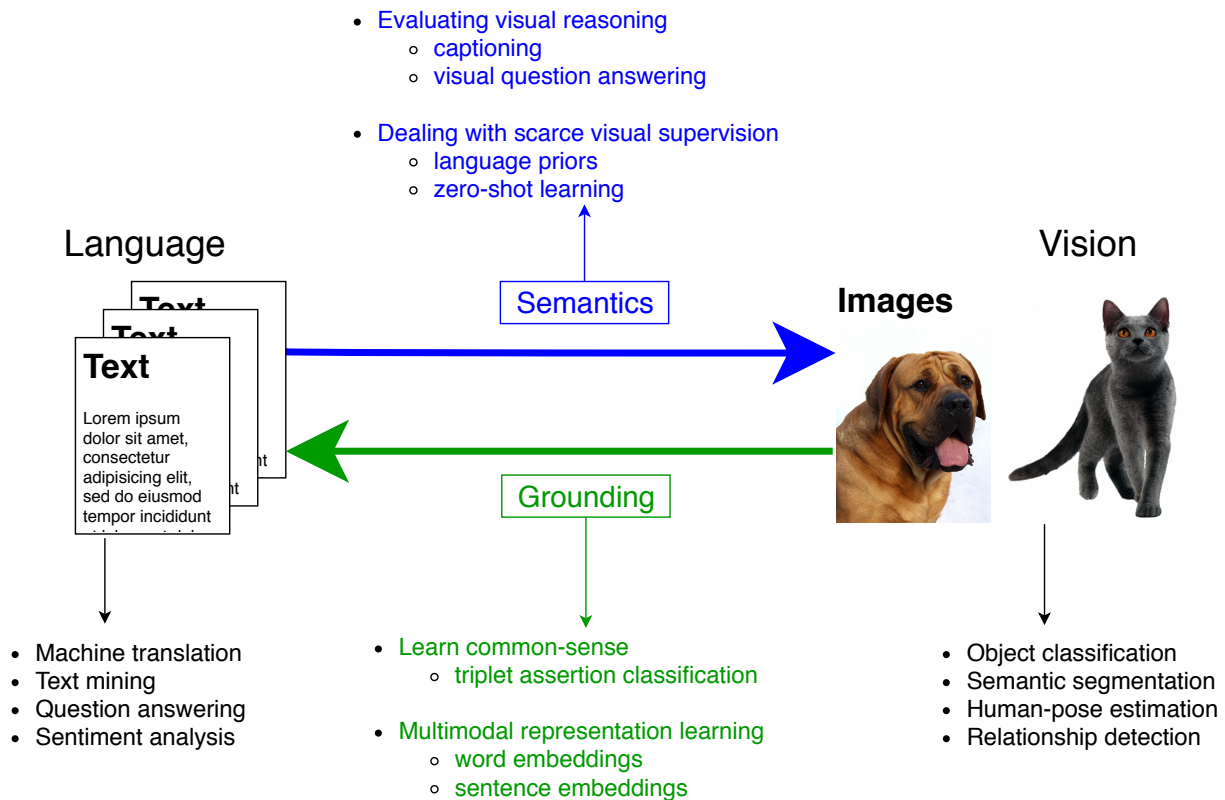 Evaluating visual reasoning
captioning
visual question answering
Dealing with scarce visual supervision
language priors
zero-shot learning
Language
Vision
Semantics
Images
Text
Text
Text
Lorem ipsum
dolor sit amet,
consectetur
adipisicing elit,
sed do eiusmod
tempor incididunt
Grounding
Machine translation
Text mining
Question answering
Sentiment analysis
Learn common-sense
triplet assertion classification
Multimodal representation learning
word embeddings
sentence embeddings
Object classification
Semantic segmentation
Human-pose estimation
Relationship detection